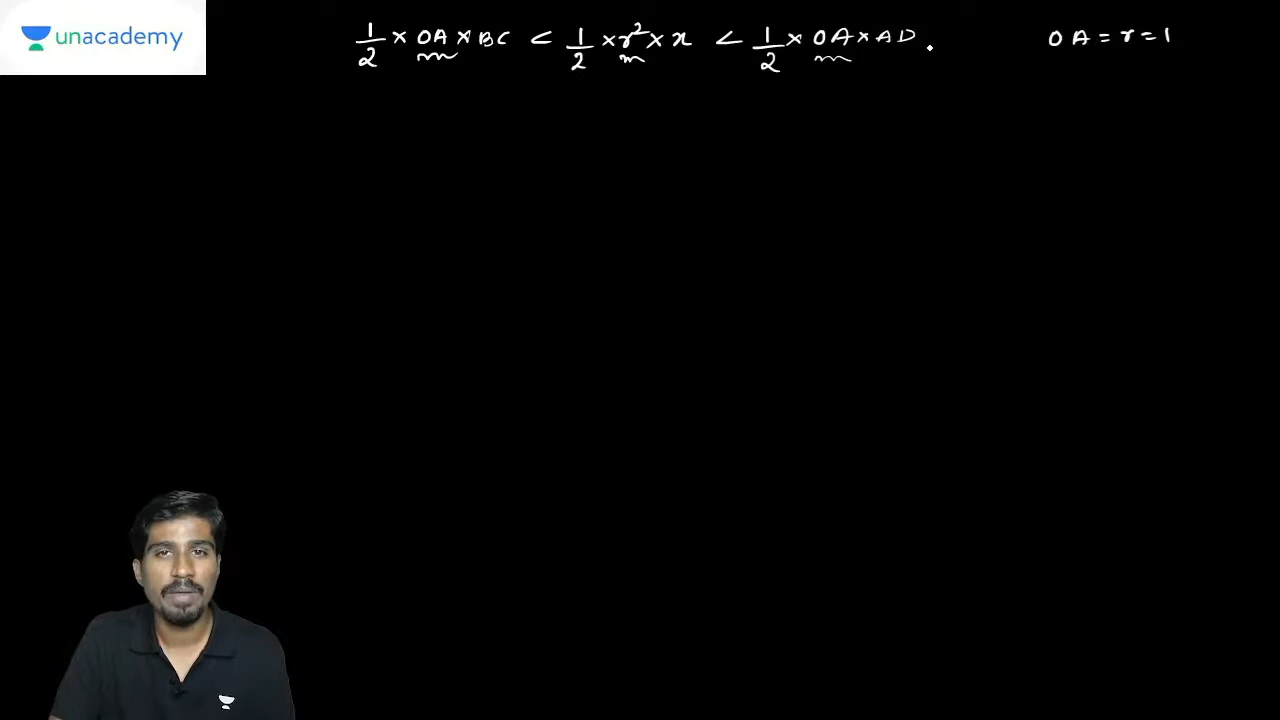 unacademy
1/2 × OA × BC < 1/2 × r² × x < 1/2 × OA × AD .
OA = r = 1